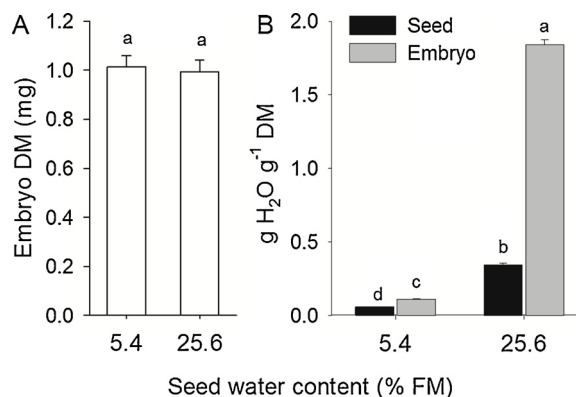 A
Embryo DM (mg)
1.2
1.0
0.8
0.6
0.4
0.2
0.0
a
a
5.4
25.6
B
g H₂O g⁻¹ DM
2.0
1.5
1.0
0.5
0.0
Seed
Embryo
d
c
b
a
5.4
25.6
Seed water content (% FM)